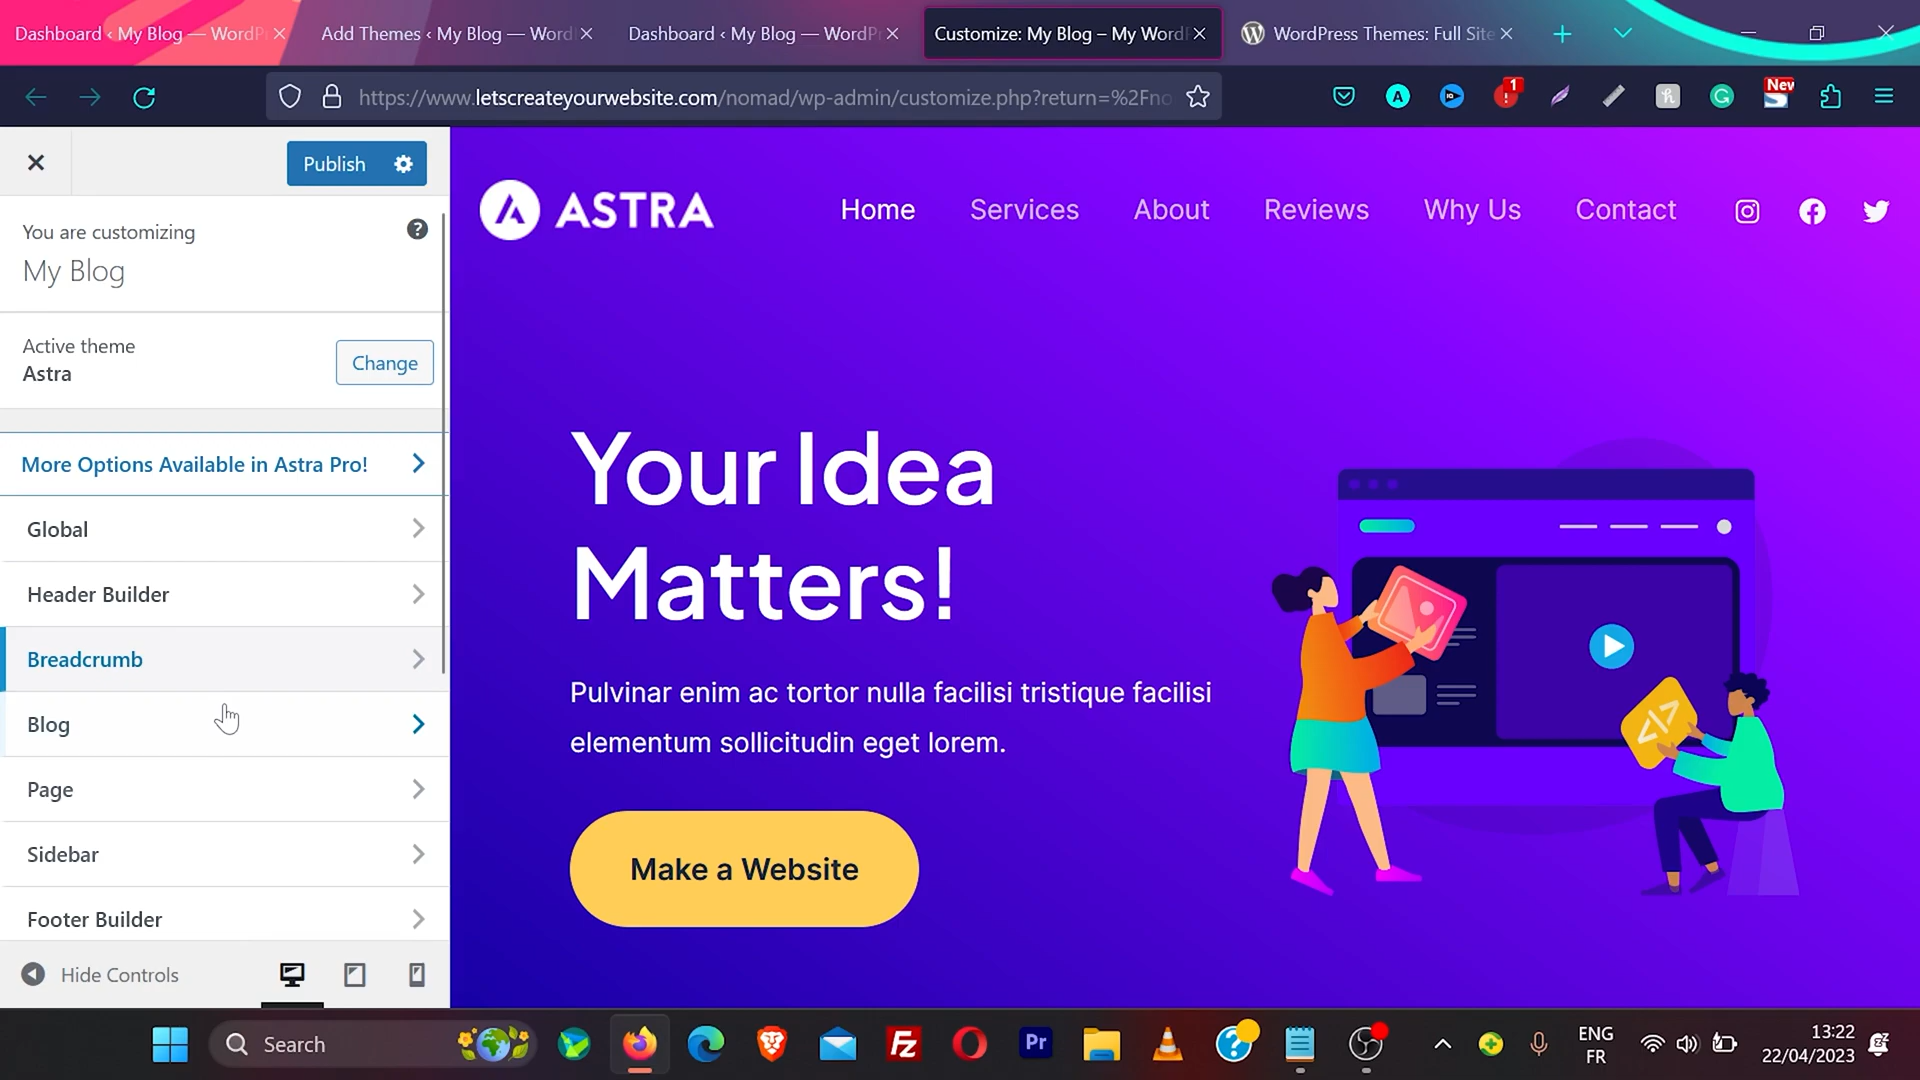 Dashboard ‹ My Blog — WordP
Add Themes ‹ My Blog — Word
Dashboard ‹ My Blog — WordP
Customize: My Blog – My Word
WordPress Themes: Full Site
https://www.letscreateyourwebsite.com/nomad/wp-admin/customize.php?return=%2Fno
1
New
Publish
You are customizing
My Blog
Active theme
Astra
Change
More Options Available in Astra Pro!
Global
Header Builder
Breadcrumb
Blog
Page
Sidebar
Footer Builder
Hide Controls
ASTRA
Home
Services
About
Reviews
Why Us
Contact
Your Idea
Matters!
Pulvinar enim ac tortor nulla facilisi tristique facilisi
elementum sollicitudin eget lorem.
Make a Website
Search
Fz
Pr
ENG
FR
13:22
22/04/2023